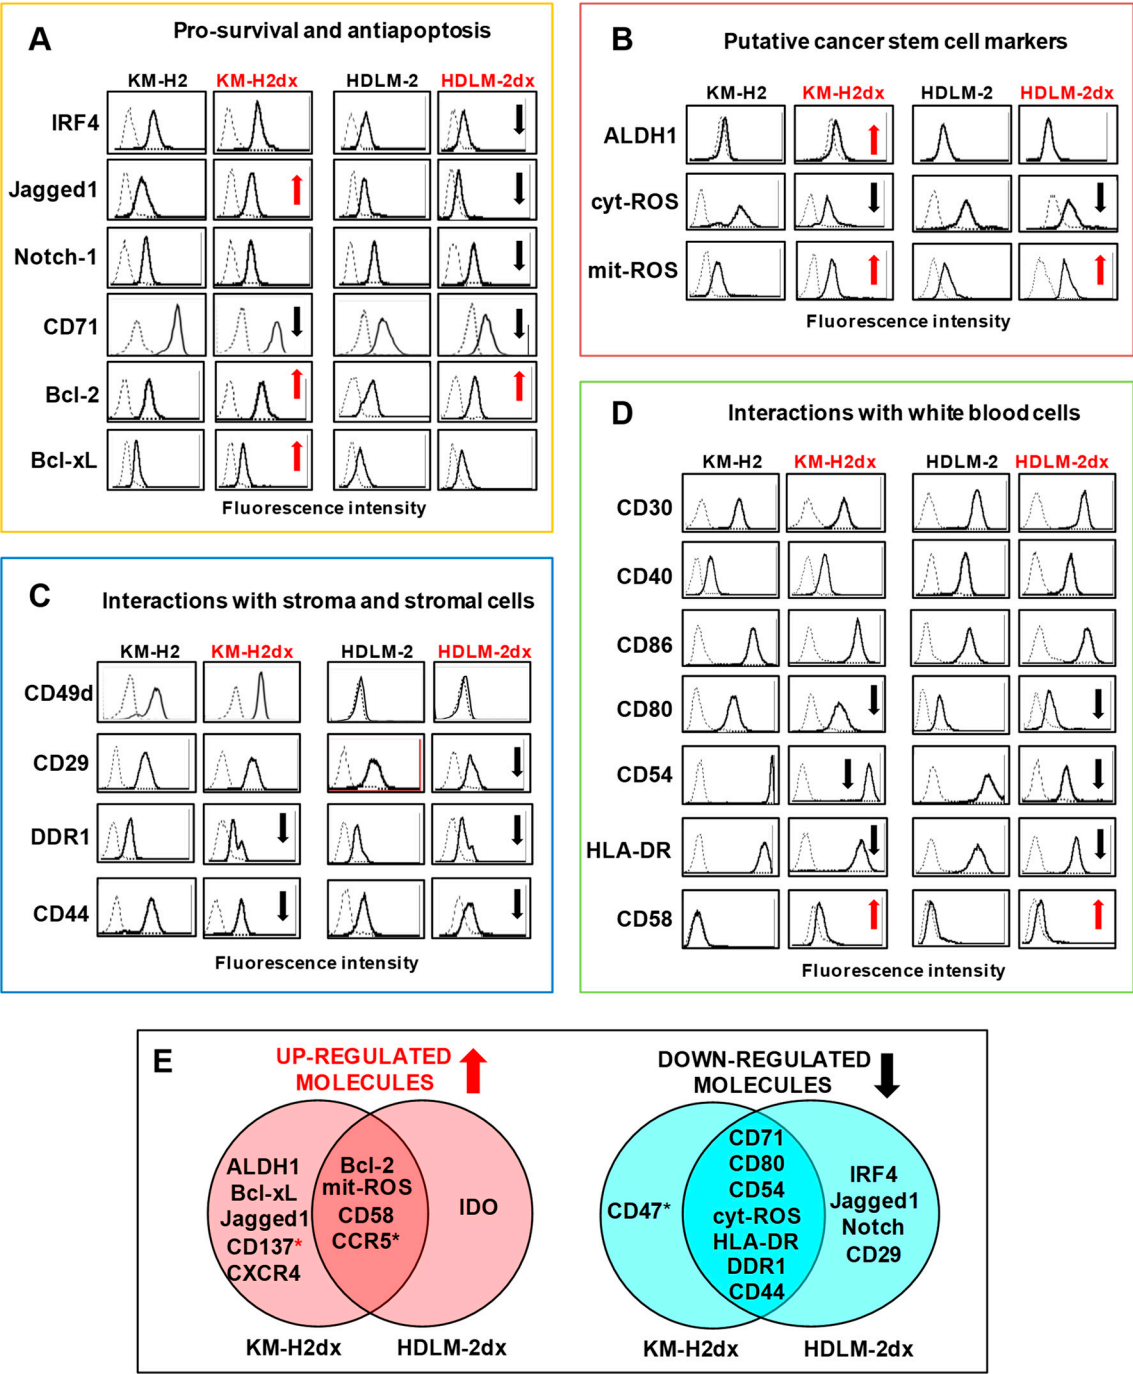 A
Pro-survival and antiapoptosis
KM-H2 KM-H2dx HDLM-2 HDLM-2dx
IRF4
Jagged1
Notch-1
CD71
Bcl-2
Bcl-xL
Fluorescence intensity
B
Putative cancer stem cell markers
KM-H2 KM-H2dx HDLM-2 HDLM-2dx
ALDH1
cyt-ROS
mit-ROS
Fluorescence intensity
C
Interactions with stroma and stromal cells
KM-H2 KM-H2dx HDLM-2 HDLM-2dx
CD49d
CD29
DDR1
CD44
Fluorescence intensity
D
Interactions with white blood cells
KM-H2 KM-H2dx HDLM-2 HDLM-2dx
CD30
CD40
CD86
CD80
CD54
HLA-DR
CD58
Fluorescence intensity
E
UP-REGULATED
MOLECULES
ALDH1
Bcl-xL
Jagged1
CD137*
CXCR4
Bcl-2
mit-ROS
CD58
CCR5*
IDO
KM-H2dx HDLM-2dx
DOWN-REGULATED
MOLECULES
CD47*
CD71
CD80
CD54
cyt-ROS
HLA-DR
DDR1
CD44
IRF4
Jagged1
Notch
CD29
KM-H2dx HDLM-2dx